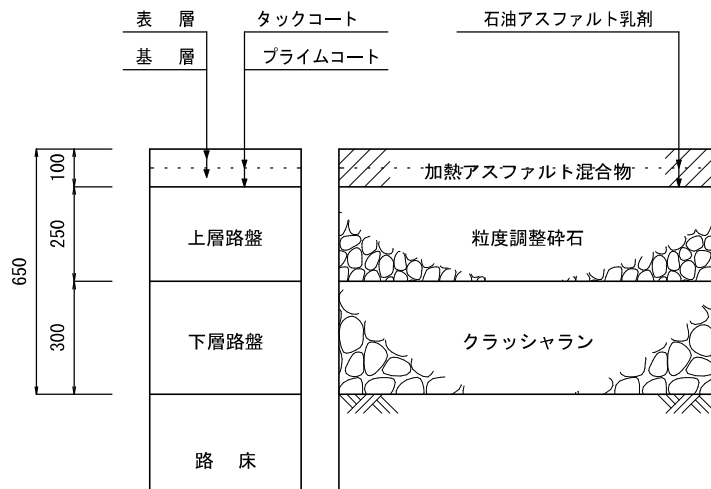 表　層
タックコート
石油アスファルト乳剤
基　層
プライムコート
100
加熱アスファルト混合物
250
上層路盤
粒度調整砕石
650
300
下層路盤
クラッシャラン
路　床